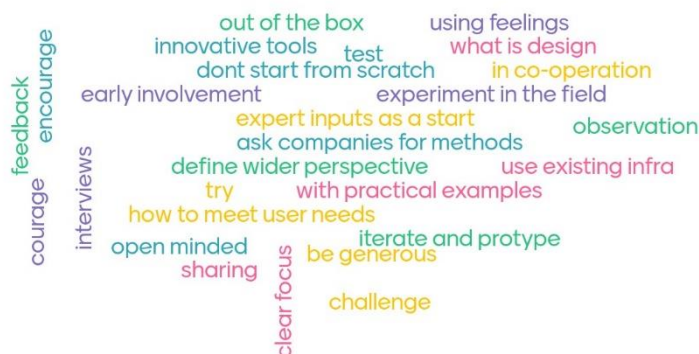 out of the box
using feelings
innovative tools
test
what is design
dont start from scratch
in co-operation
early involvement
experiment in the field
expert inputs as a start
observation
ask companies for methods
define wider perspective
use existing infra
try
with practical examples
how to meet user needs
open minded
iterate and protype
be generous
sharing
challenge
feedback
encourage
courage
interviews
clear focus